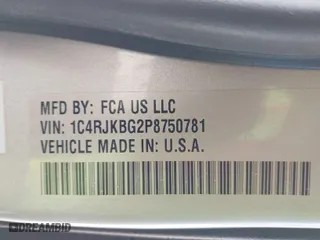 MFD. BY: FCA US LLC
VIN: 1C4RJKBG2P8750781
VEHICLE MADE IN: U.S.A.
DREAMBID